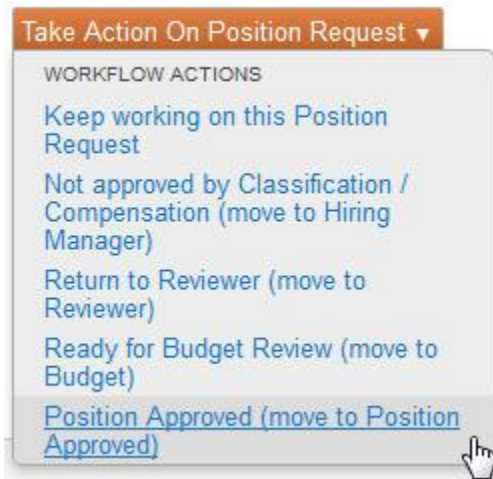 Take Action On Position Request ▾
WORKFLOW ACTIONS
Keep working on this Position
Request
Not approved by Classification /
Compensation (move to Hiring
Manager)
Return to Reviewer (move to
Reviewer)
Ready for Budget Review (move to
Budget)
Position Approved (move to Position
Approved)